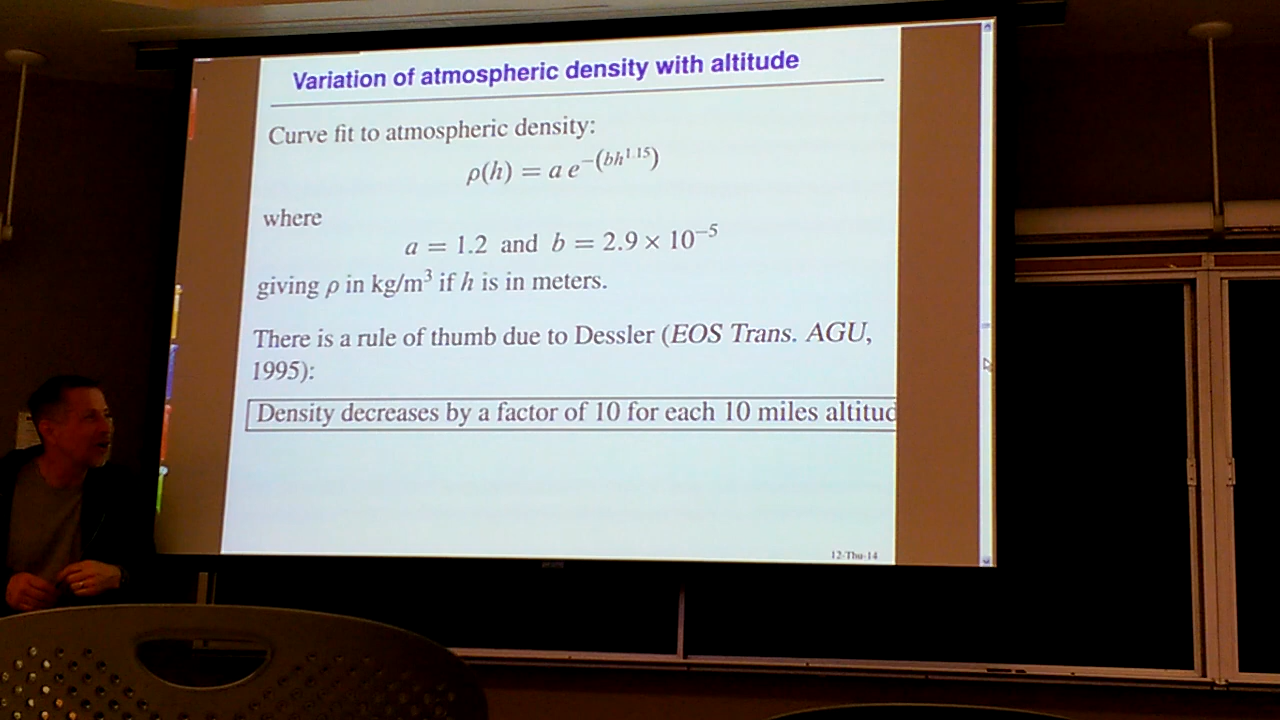 Variation of atmospheric density with altitude
Curve fit to atmospheric density:
ρ(h) = a e^−(bh^1.15)
where
a = 1.2 and b = 2.9 × 10^−5
giving ρ in kg/m³ if h is in meters.
There is a rule of thumb due to Dessler (EOS Trans. AGU,
1995):
Density decreases by a factor of 10 for each 10 miles altitud
12-Thu-14